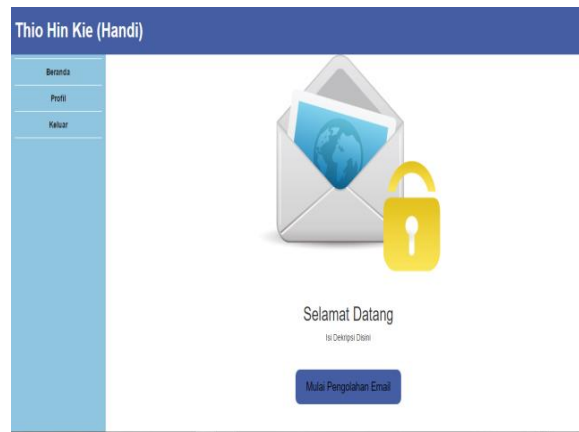 Thio Hin Kie (Handi)
Beranda
Profil
Keluar
Selamat Datang
Isi Dekripsi Disini
Mulai Pengolahan Email